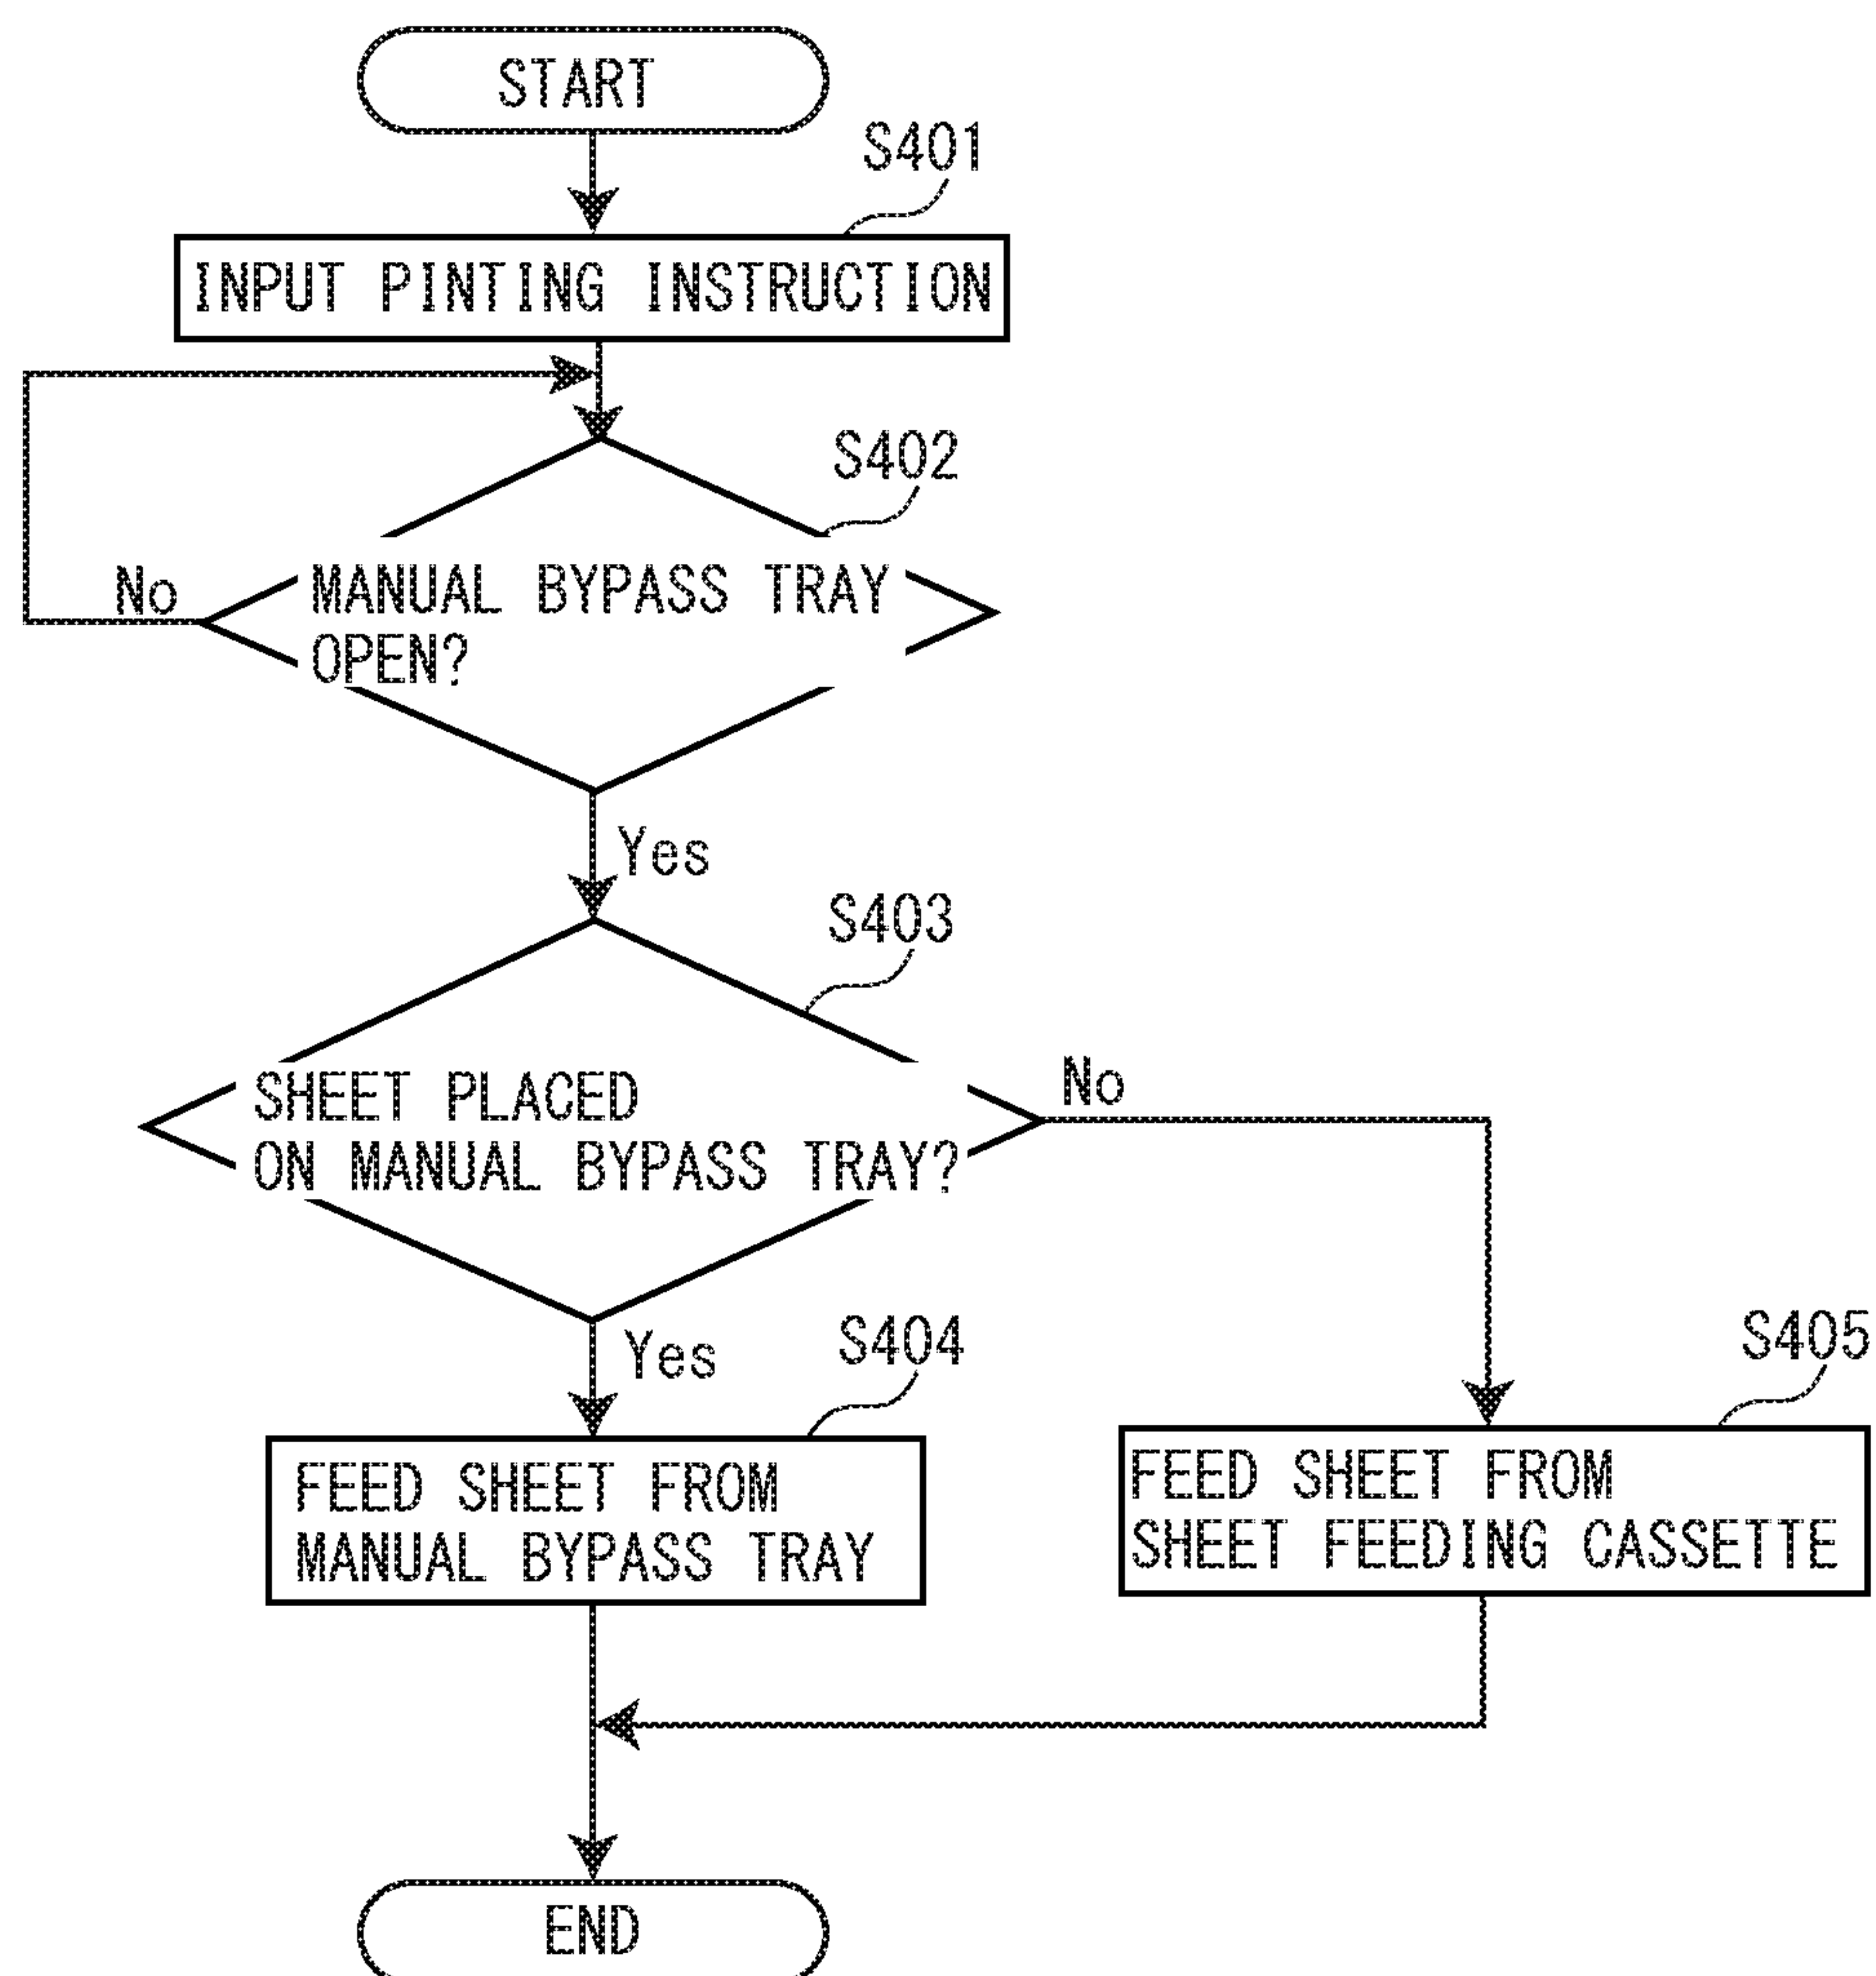 START
S401
INPUT PINTING INSTRUCTION
S402
No
MANUAL BYPASS TRAY
OPEN?
Yes
S403
SHEET PLACED
ON MANUAL BYPASS TRAY?
No
Yes
S404
S405
FEED SHEET FROM
MANUAL BYPASS TRAY
FEED SHEET FROM
SHEET FEEDING CASSETTE
END